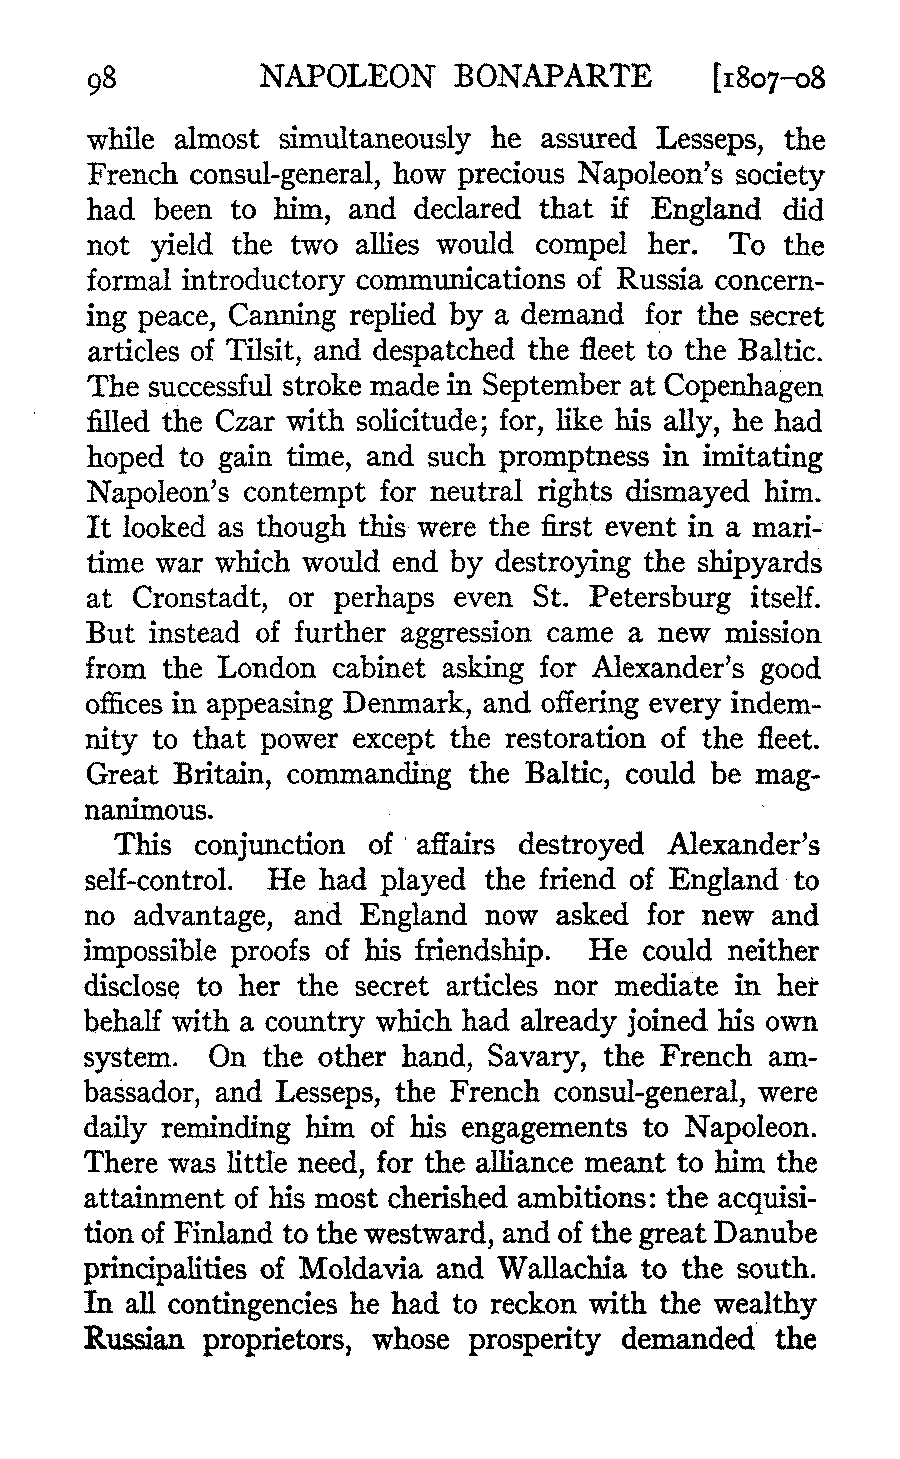 98 NAPOLEON BONAPARTE [1807–08
while almost simultaneously he assured Lesseps, the
French consul-general, how precious Napoleon's society
had been to him, and declared that if England did
not yield the two allies would compel her. To the
formal introductory communications of Russia concern-
ing peace, Canning replied by a demand for the secret
articles of Tilsit, and despatched the fleet to the Baltic.
The successful stroke made in September at Copenhagen
filled the Czar with solicitude; for, like his ally, he had
hoped to gain time, and such promptness in imitating
Napoleon's contempt for neutral rights dismayed him.
It looked as though this were the first event in a mari-
time war which would end by destroying the shipyards
at Cronstadt, or perhaps even St. Petersburg itself.
But instead of further aggression came a new mission
from the London cabinet asking for Alexander's good
offices in appeasing Denmark, and offering every indem-
nity to that power except the restoration of the fleet.
Great Britain, commanding the Baltic, could be mag-
nanimous.
This conjunction of affairs destroyed Alexander's
self-control. He had played the friend of England to
no advantage, and England now asked for new and
impossible proofs of his friendship. He could neither
disclose to her the secret articles nor mediate in her
behalf with a country which had already joined his own
system. On the other hand, Savary, the French am-
bassador, and Lesseps, the French consul-general, were
daily reminding him of his engagements to Napoleon.
There was little need, for the alliance meant to him the
attainment of his most cherished ambitions: the acquisi-
tion of Finland to the westward, and of the great Danube
principalities of Moldavia and Wallachia to the south.
In all contingencies he had to reckon with the wealthy
Russian proprietors, whose prosperity demanded the